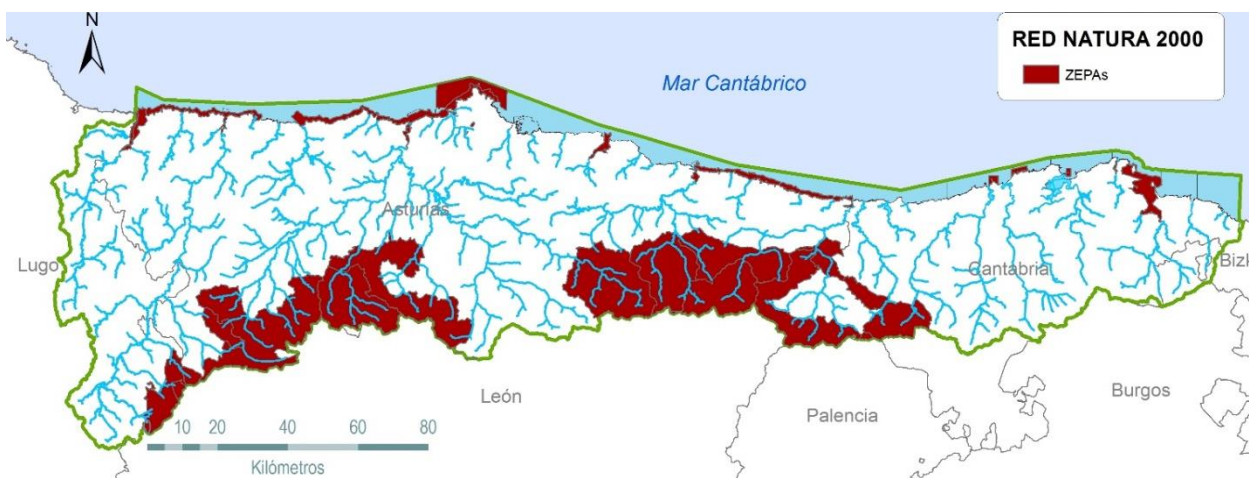 N
RED NATURA 2000
ZEPAs
Mar Cantábrico
Asturias
Lugo
Cantabria
Bizk
León
Palencia
Burgos
0 10 20 40 60 80
Kilómetros